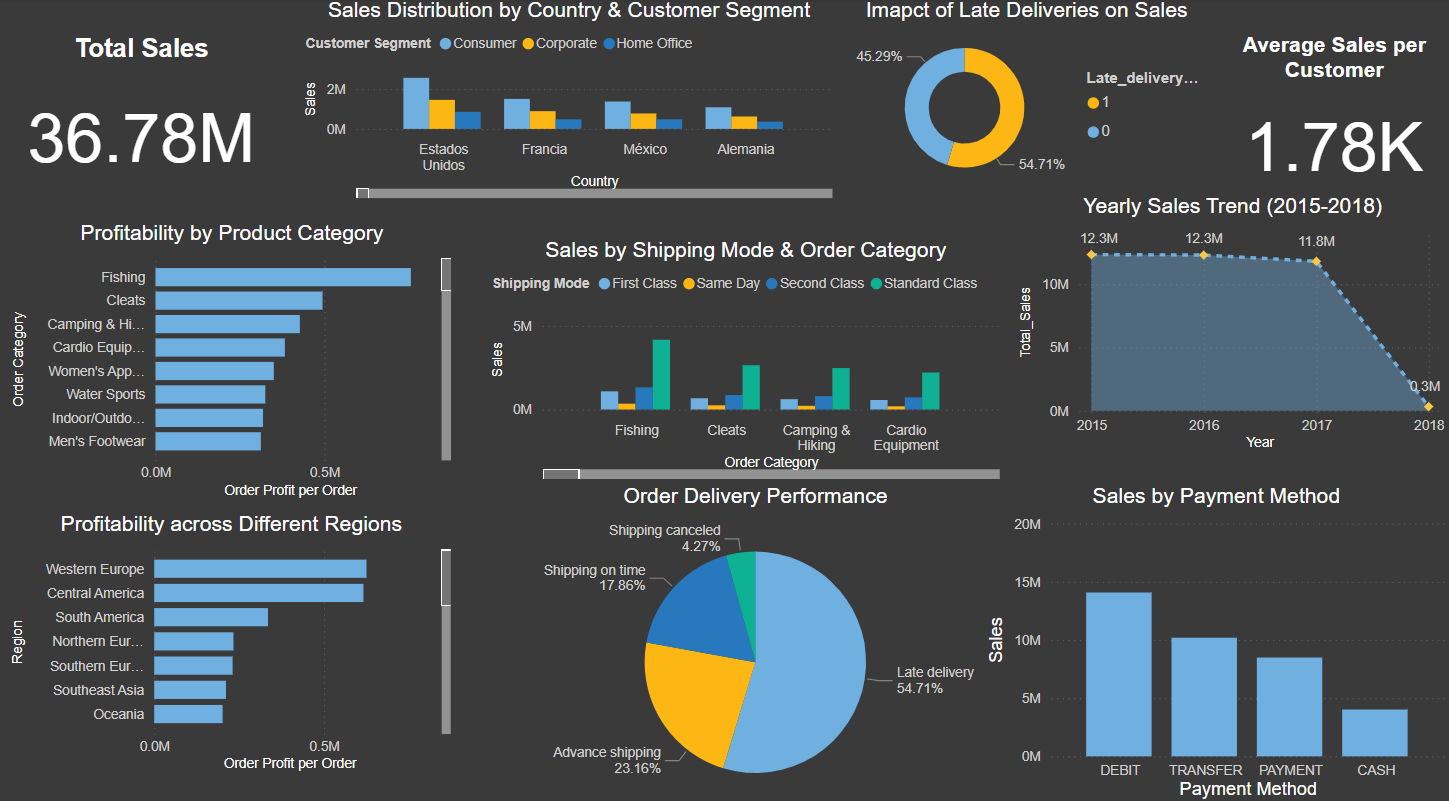 Total Sales
36.78M
Sales Distribution by Country & Customer Segment
Customer Segment Consumer Corporate Home Office
Sales
2M
0M
Estados
Unidos
Francia
México
Alemania
Country
Imapct of Late Deliveries on Sales
45.29%
54.71%
Late_delivery...
1
0
Average Sales per
Customer
1.78K
Profitability by Product Category
Order Category
Fishing
Cleats
Camping & Hi...
Cardio Equip...
Women's App...
Water Sports
Indoor/Outdo...
Men's Footwear
0.0M 0.5M
Order Profit per Order
Sales by Shipping Mode & Order Category
Shipping Mode First Class Same Day Second Class Standard Class
Sales
5M
0M
Fishing
Cleats
Camping &
Hiking
Cardio
Equipment
Order Category
Yearly Sales Trend (2015-2018)
Total_Sales
12.3M 12.3M 11.8M
0.3M
10M
5M
0M
2015 2016 2017 2018
Year
Profitability across Different Regions
Region
Western Europe
Central America
South America
Northern Eur...
Southern Eur...
Southeast Asia
Oceania
0.0M 0.5M
Order Profit per Order
Order Delivery Performance
Shipping canceled
4.27%
Shipping on time
17.86%
Late delivery
54.71%
Advance shipping
23.16%
Sales by Payment Method
Sales
20M
15M
10M
5M
0M
DEBIT TRANSFER PAYMENT CASH
Payment Method